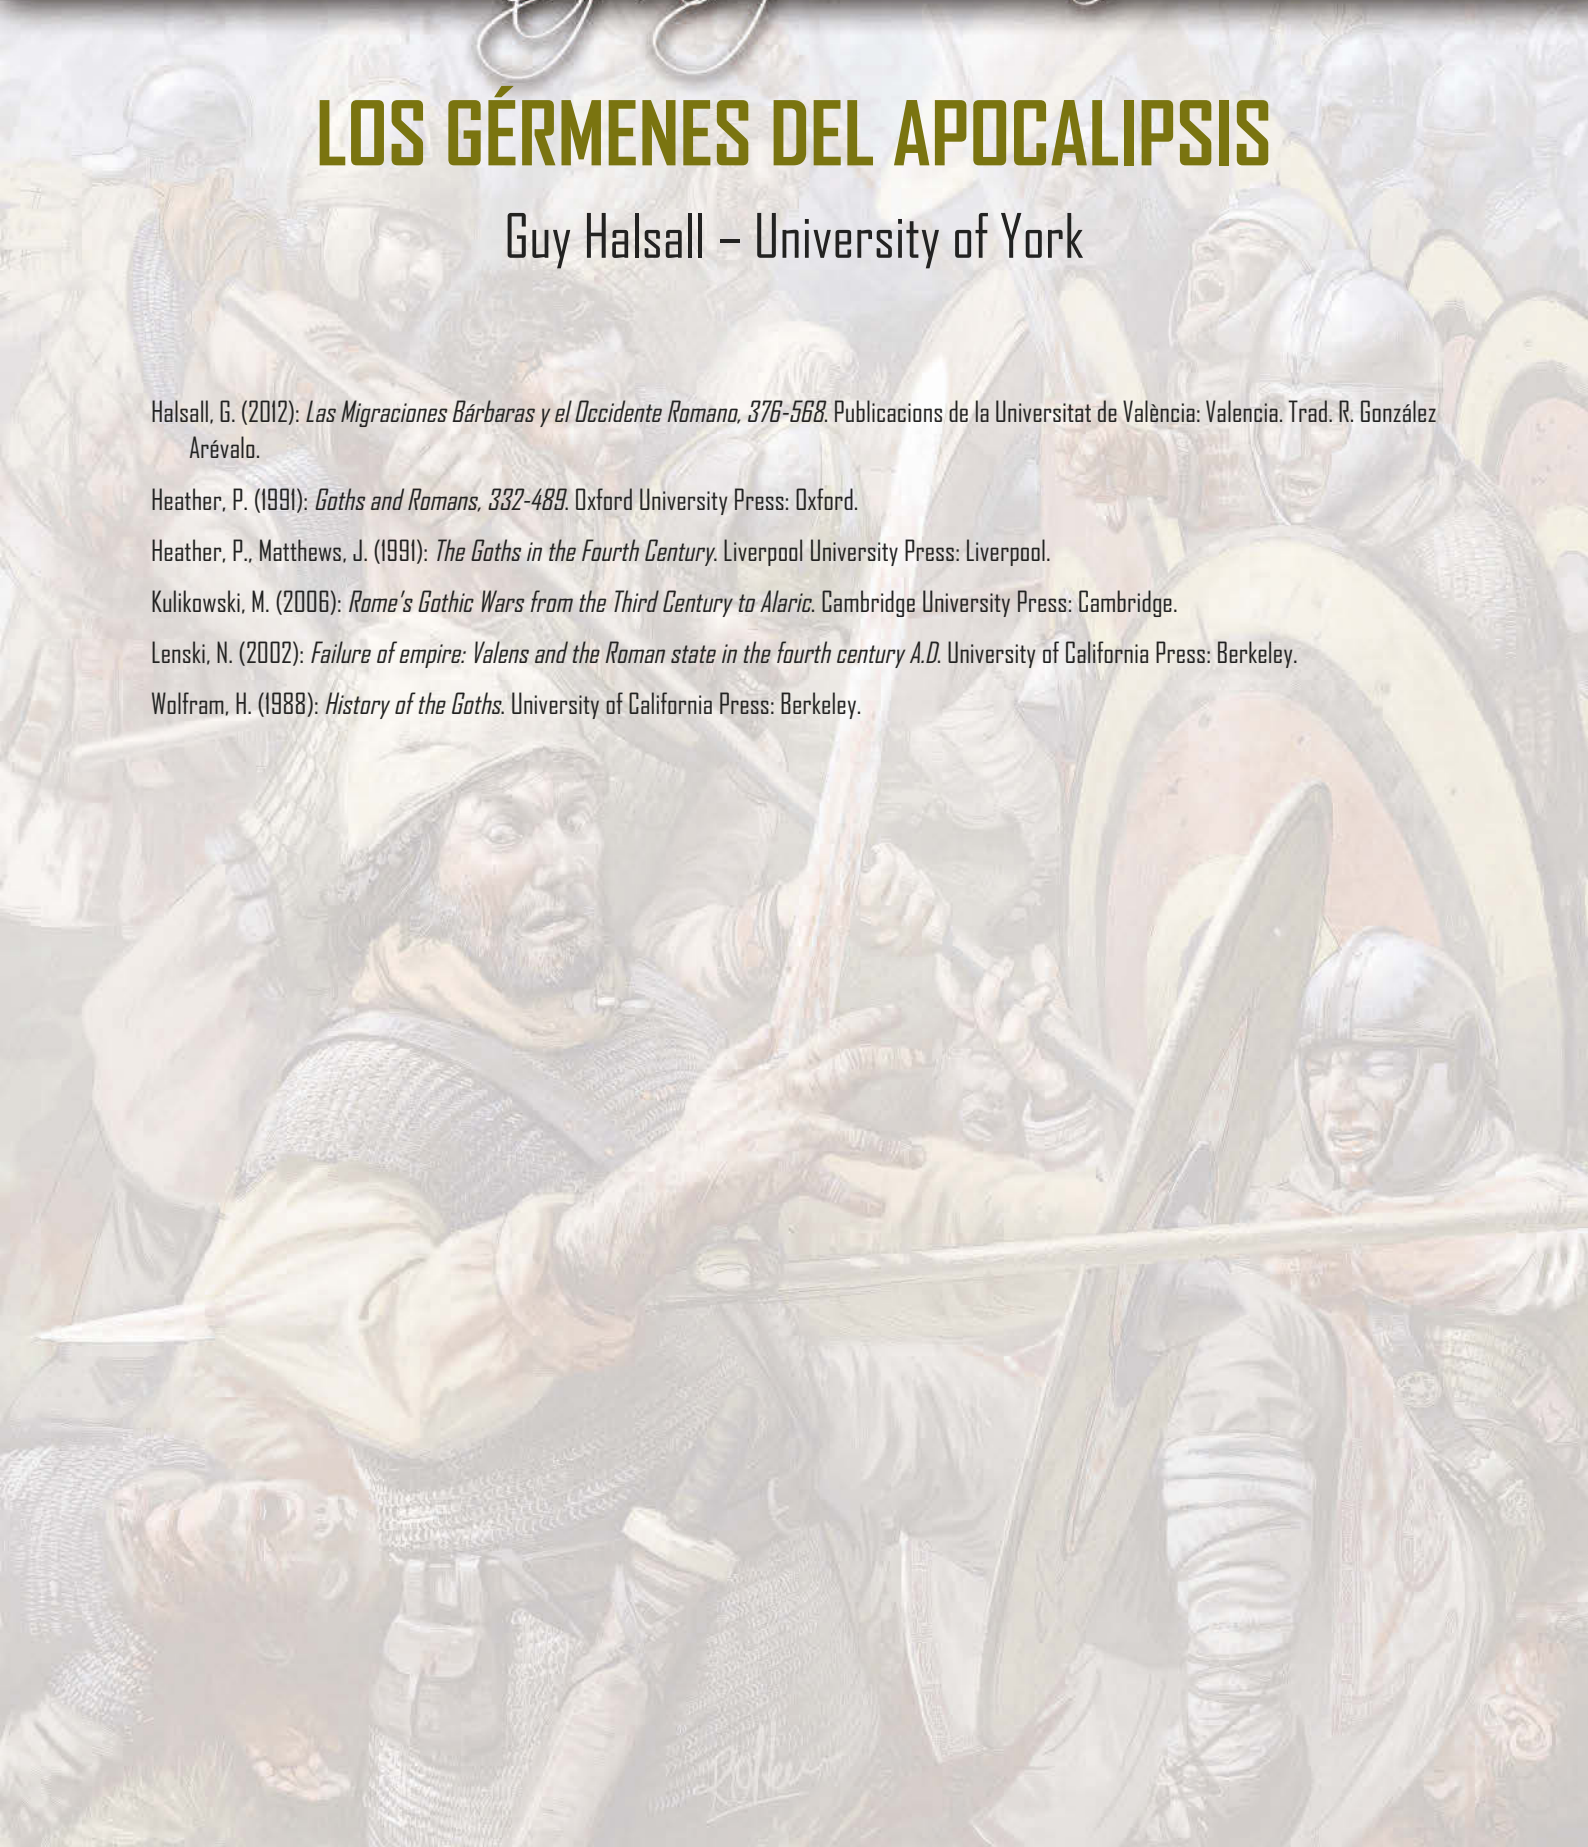 LOS GÉRMENES DEL APOCALIPSIS
Guy Halsall – University of York
Halsall, G. (2012): Las Migraciones Bárbaras y el Occidente Romano, 376-568. Publicacions de la Universitat de València: Valencia. Trad. R. González
Arévalo.
Heather, P. (1991): Goths and Romans, 332-489. Oxford University Press: Oxford.
Heather, P., Matthews, J. (1991): The Goths in the Fourth Century. Liverpool University Press: Liverpool.
Kulikowski, M. (2006): Rome's Gothic Wars from the Third Century to Alaric. Cambridge University Press: Cambridge.
Lenski, N. (2002): Failure of empire: Valens and the Roman state in the fourth century A.D. University of California Press: Berkeley.
Wolfram, H. (1988): History of the Goths. University of California Press: Berkeley.